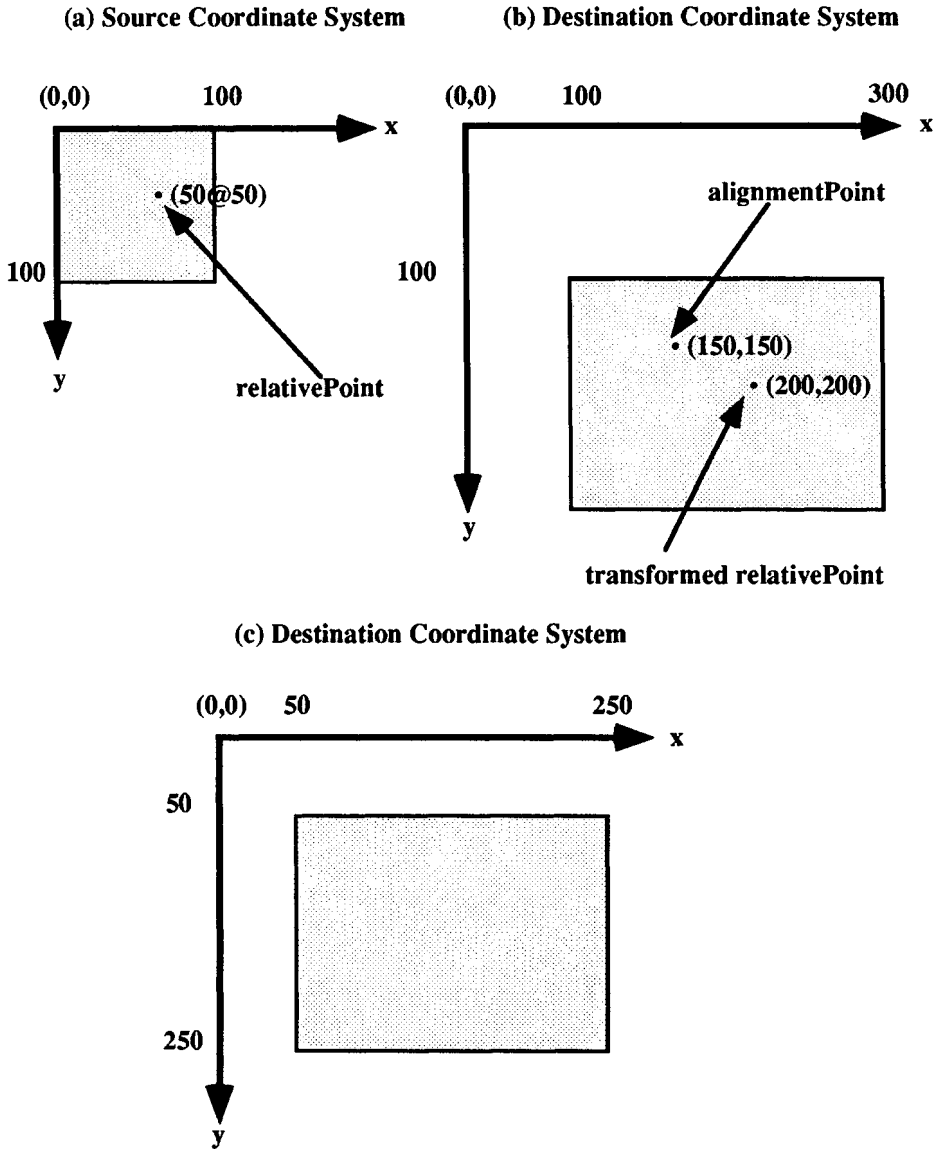 (a) Source Coordinate System
(0,0)
100
x
(50@50)
100
y
relativePoint
(b) Destination Coordinate System
(0,0)
100
300
x
alignmentPoint
100
(150,150)
(200,200)
y
transformed relativePoint
(c) Destination Coordinate System
(0,0)
50
250
x
50
250
y